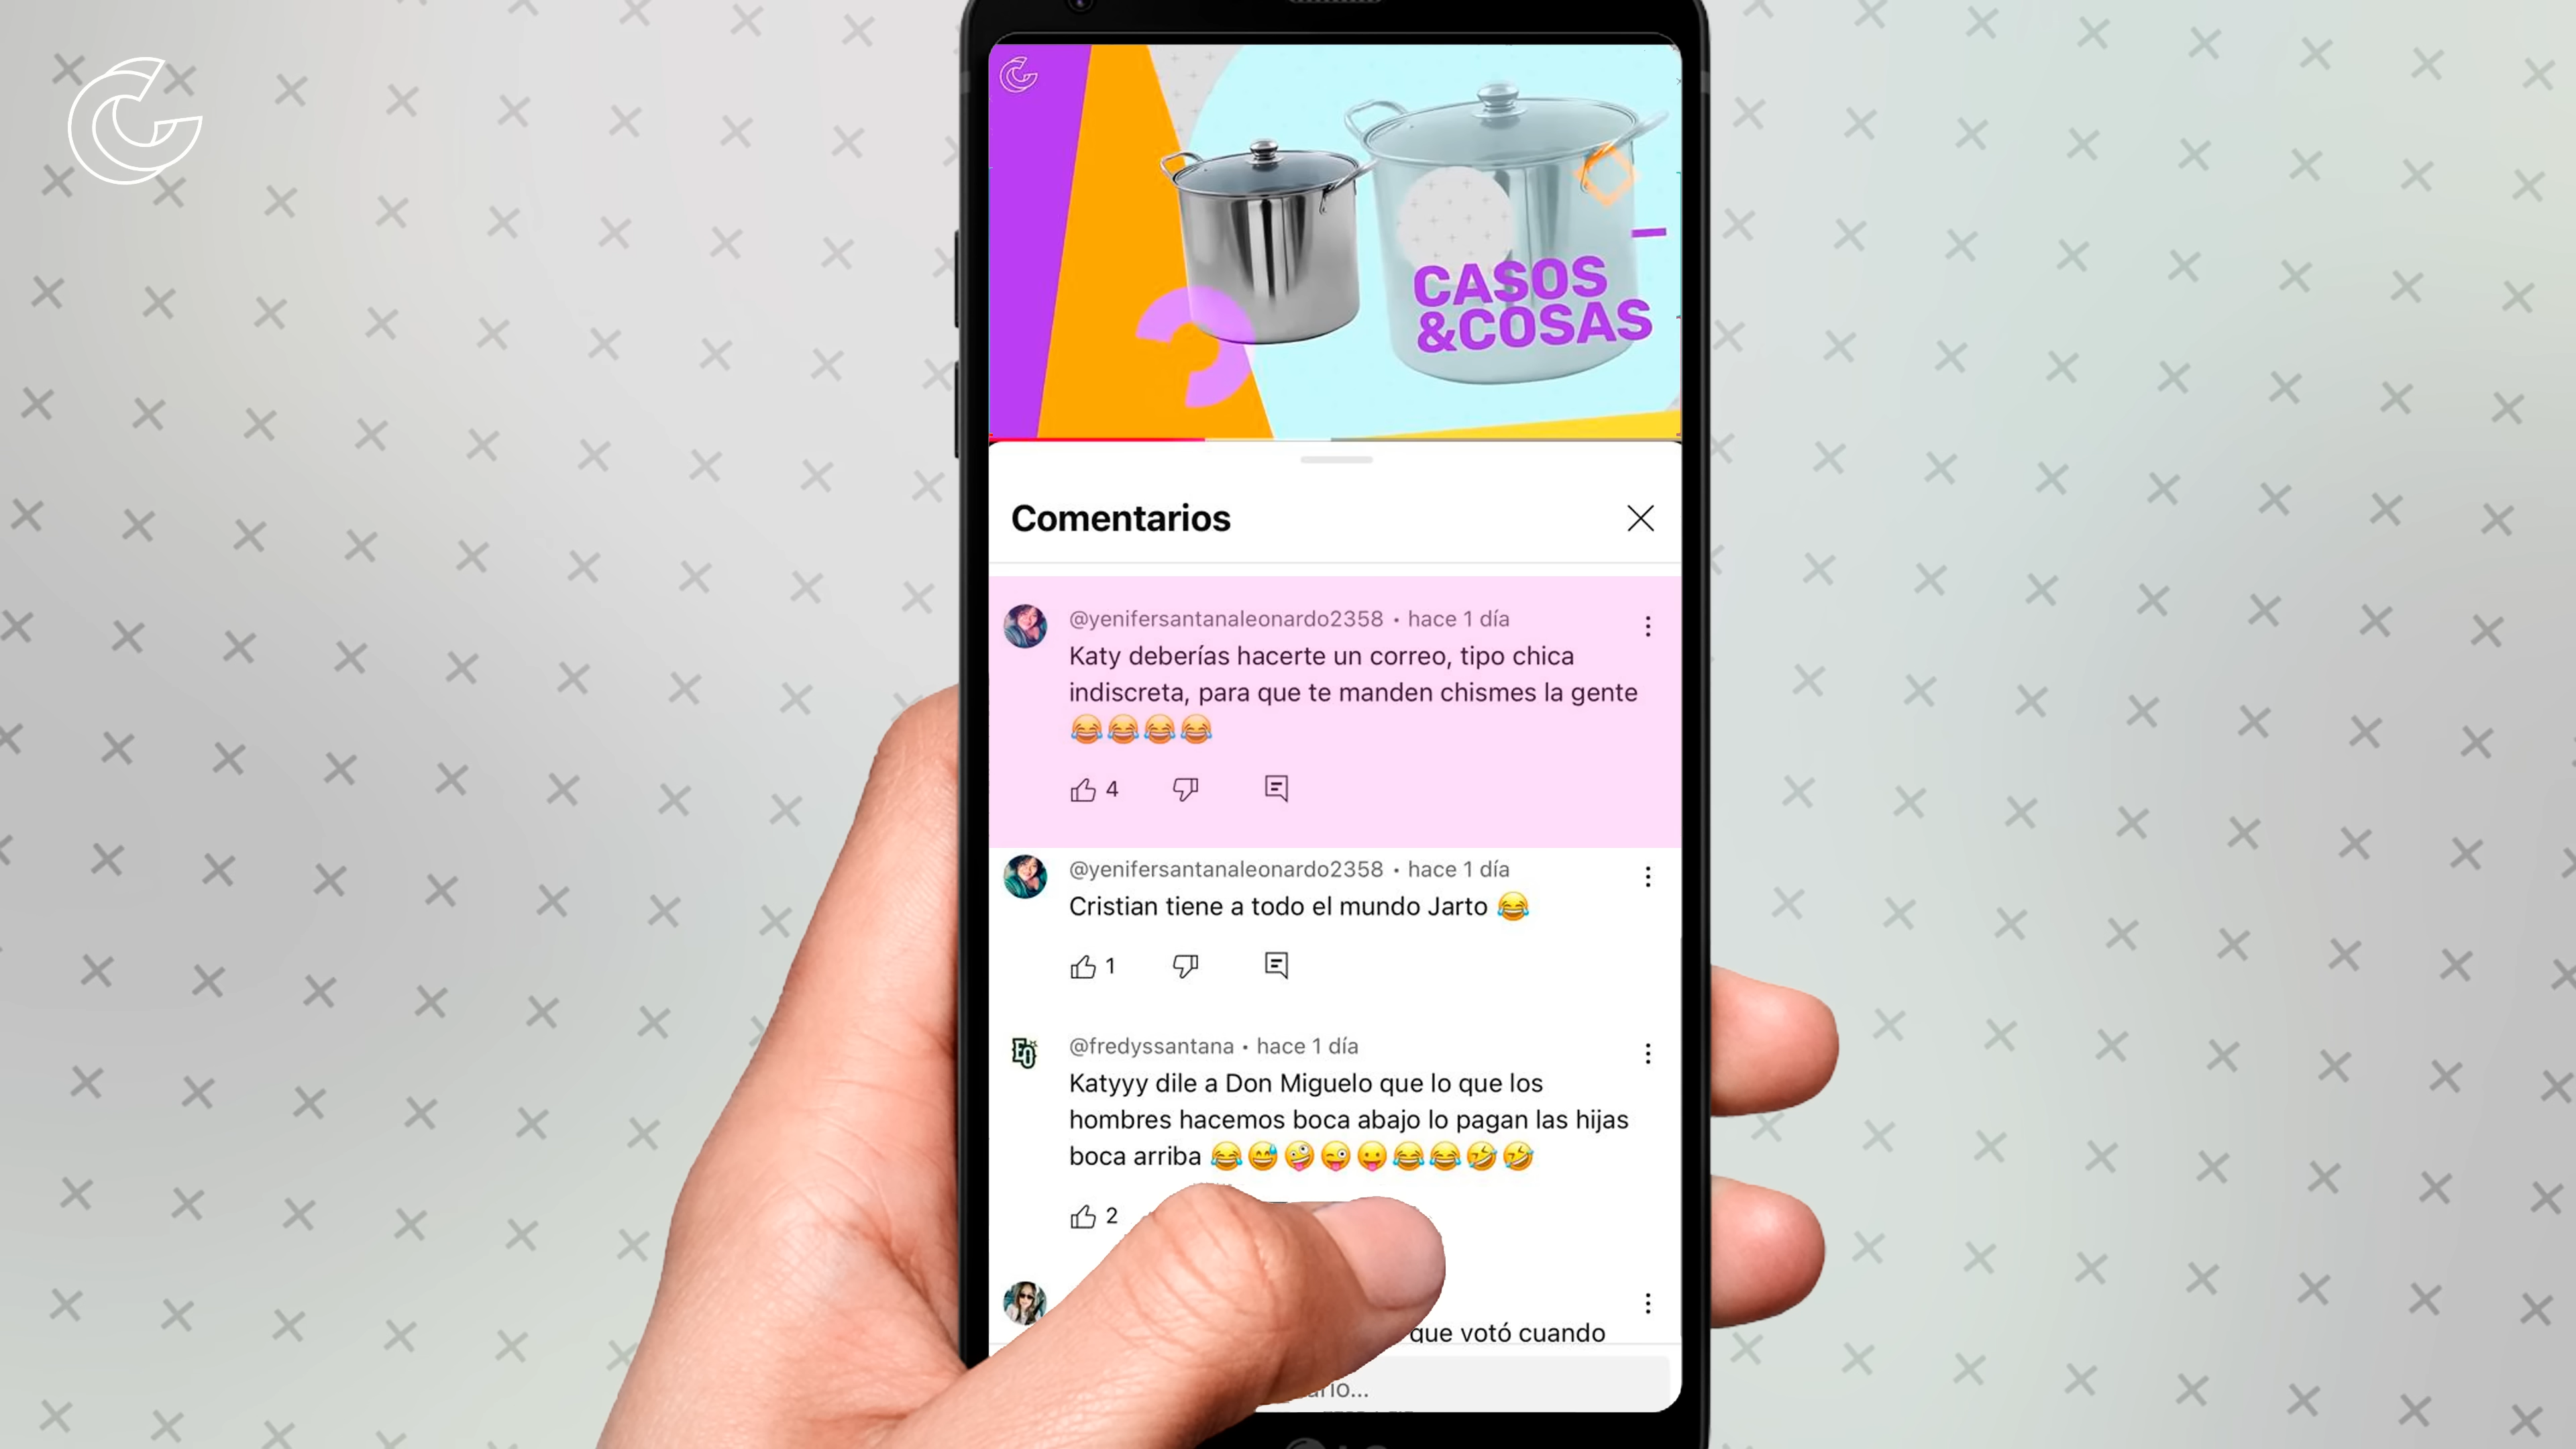 CASOS
&COSAS
Comentarios
@yenifersantanaleonardo2358 • hace 1 día
Katy deberías hacerte un correo, tipo chica
indiscreta, para que te manden chismes la gente
😂😂😂😂
4
@yenifersantanaleonardo2358 • hace 1 día
Cristian tiene a todo el mundo Jarto 😂
1
@fredyssantana • hace 1 día
Katyyy dile a Don Miguelo que lo que los
hombres hacemos boca abajo lo pagan las hijas
boca arriba 😂😅🤪😜😛😂😂🤣🤣
2
que votó cuando